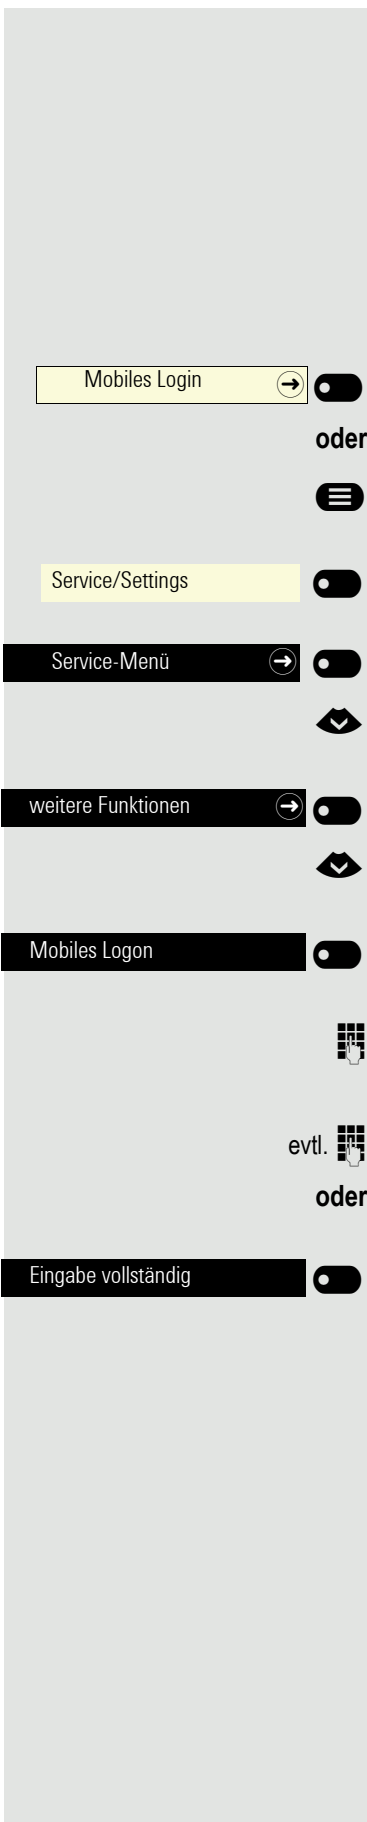 Mobiles Login
oder
Service/Settings
Service-Menü
weitere Funktionen
Mobiles Logon
evtl.
oder
Eingabe vollständig